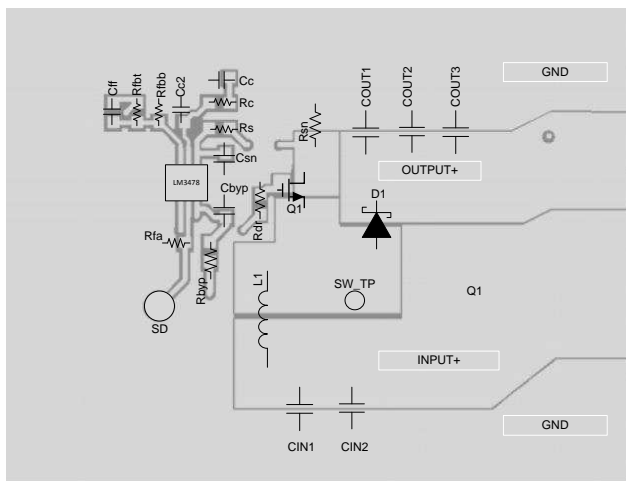 Cff
Rfbt
Rfbb
Cc2
Cc
Rc
Rs
Csn
LM3478
Cbyp
Rfa
Rbyp
SD
Rdr
Rsn
Q1
COUT1
COUT2
COUT3
GND
OUTPUT+
D1
L1
SW_TP
Q1
INPUT+
CIN1
CIN2
GND